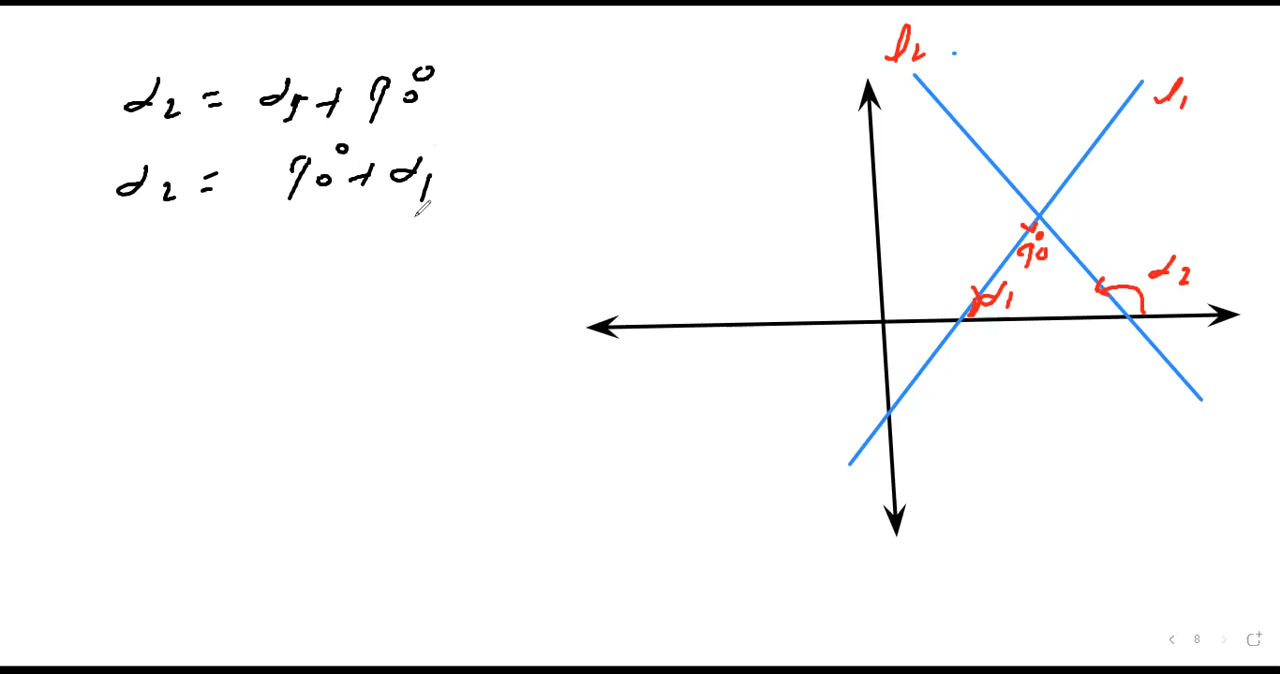 α₂ = α₁ + 90°
α₂ = 90° + α₁
l₂
l₁
90°
α₁
α₂
8